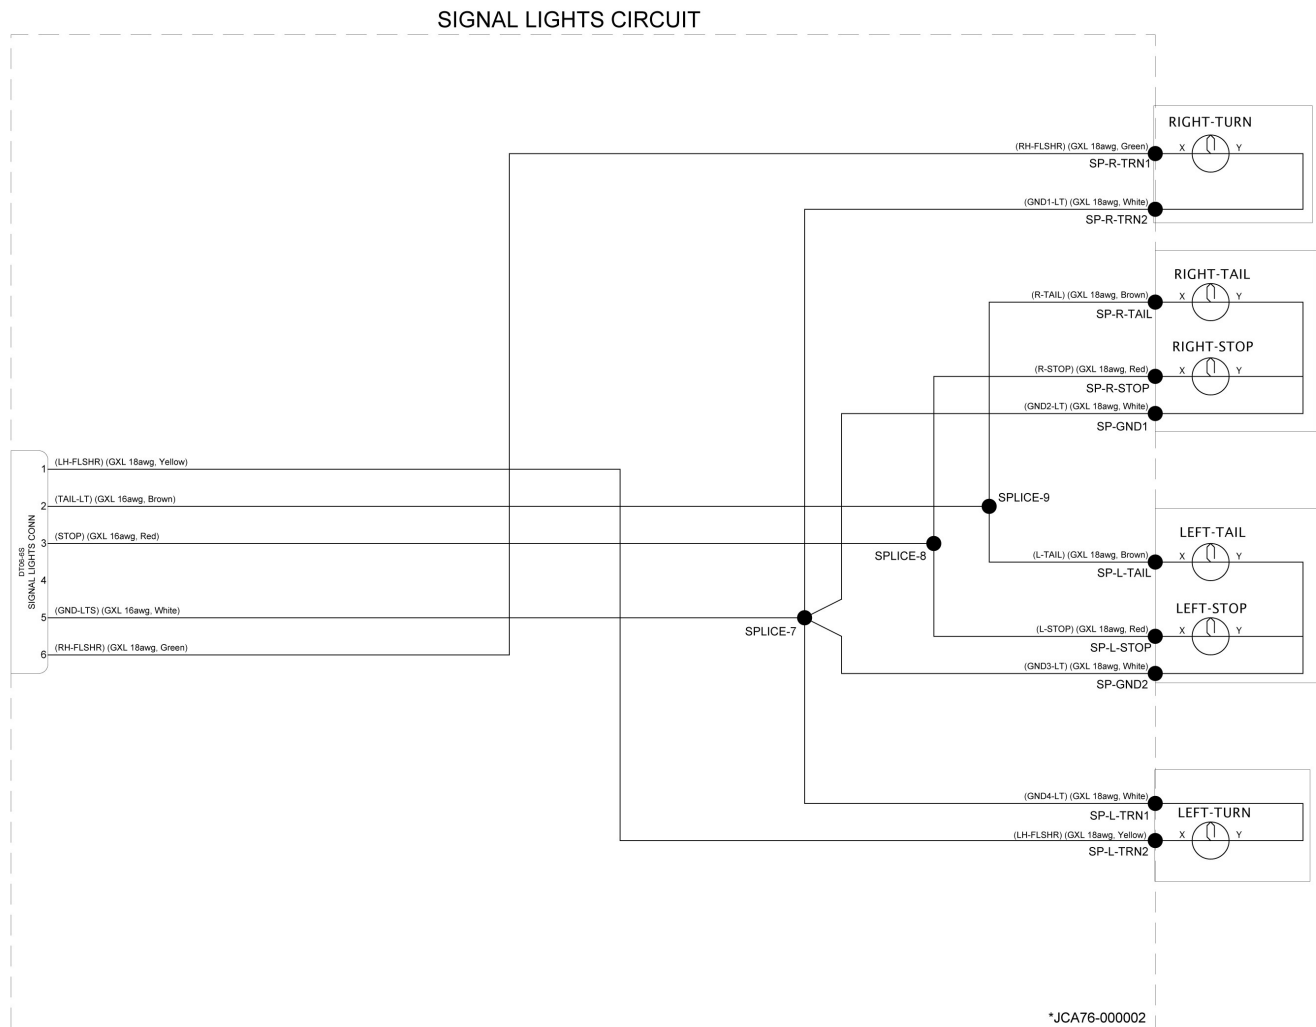 SIGNAL LIGHTS CIRCUIT
RIGHT-TURN
(RH-FLSHR) (GXL 18awg, Green)
X Y
SP-R-TRN1
(GND1-LT) (GXL 18awg, White)
SP-R-TRN2
RIGHT-TAIL
(R-TAIL) (GXL 18awg, Brown)
X Y
SP-R-TAIL
RIGHT-STOP
(R-STOP) (GXL 18awg, Red)
X Y
SP-R-STOP
(GND2-LT) (GXL 18awg, White)
SP-GND1
DT06-6S
SIGNAL LIGHTS CONN
1
(LH-FLSHR) (GXL 18awg, Yellow)
2
(TAIL-LT) (GXL 16awg, Brown)
3
(STOP) (GXL 16awg, Red)
4
5
(GND-LTS) (GXL 16awg, White)
6
(RH-FLSHR) (GXL 18awg, Green)
SPLICE-9
SPLICE-8
SPLICE-7
LEFT-TAIL
(L-TAIL) (GXL 18awg, Brown)
X Y
SP-L-TAIL
LEFT-STOP
(L-STOP) (GXL 18awg, Red)
X Y
SP-L-STOP
(GND3-LT) (GXL 18awg, White)
SP-GND2
(GND4-LT) (GXL 18awg, White)
SP-L-TRN1
LEFT-TURN
(LH-FLSHR) (GXL 18awg, Yellow)
X Y
SP-L-TRN2
*JCA76-000002